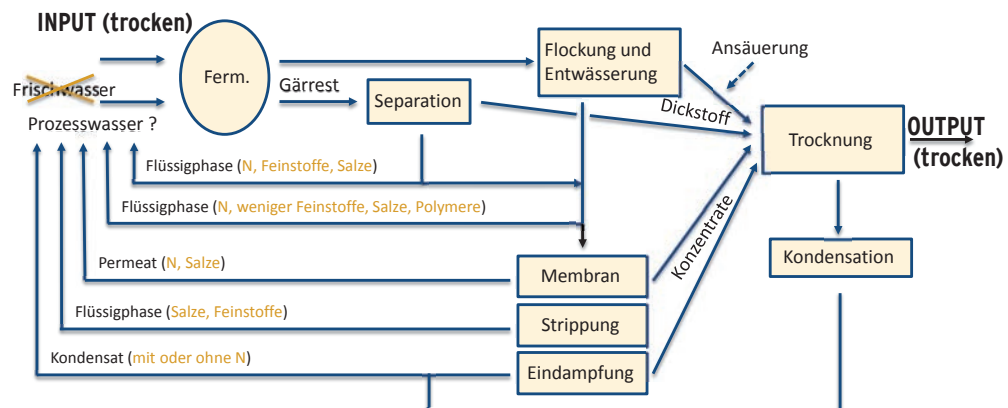 INPUT (trocken)
Frischwasser
Prozesswasser ?
Ferm.
Gärrest
Separation
Flockung und
Entwässerung
Ansäuerung
Dickstoff
Trocknung
OUTPUT
(trocken)
Flüssigphase (N, Feinstoffe, Salze)
Flüssigphase (N, weniger Feinstoffe, Salze, Polymere)
Permeat (N, Salze)
Membran
Konzentrate
Kondensation
Flüssigphase (Salze, Feinstoffe)
Strippung
Kondensat (mit oder ohne N)
Eindampfung